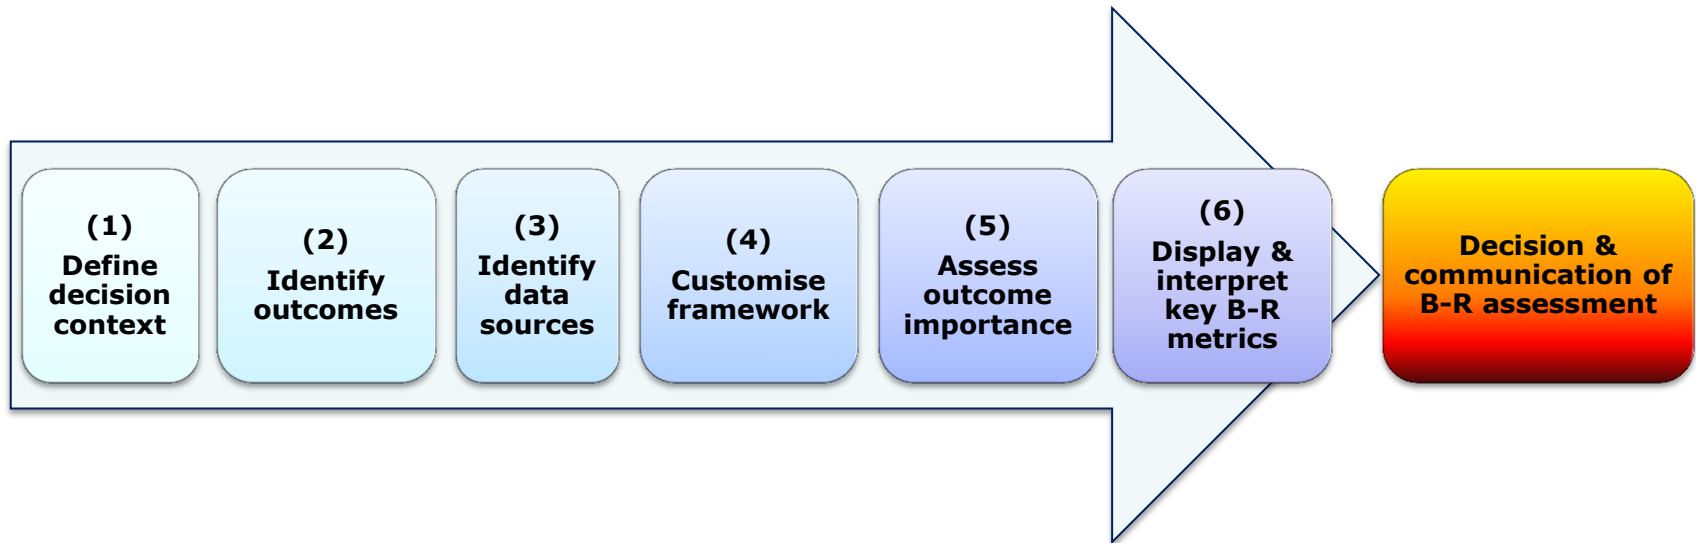 (1)
Define
decision
context
(2)
Identify
outcomes
(3)
Identify
data
sources
(4)
Customise
framework
(5)
Assess
outcome
importance
(6)
Display &
interpret
key B-R
metrics
Decision &
communication of
B-R assessment